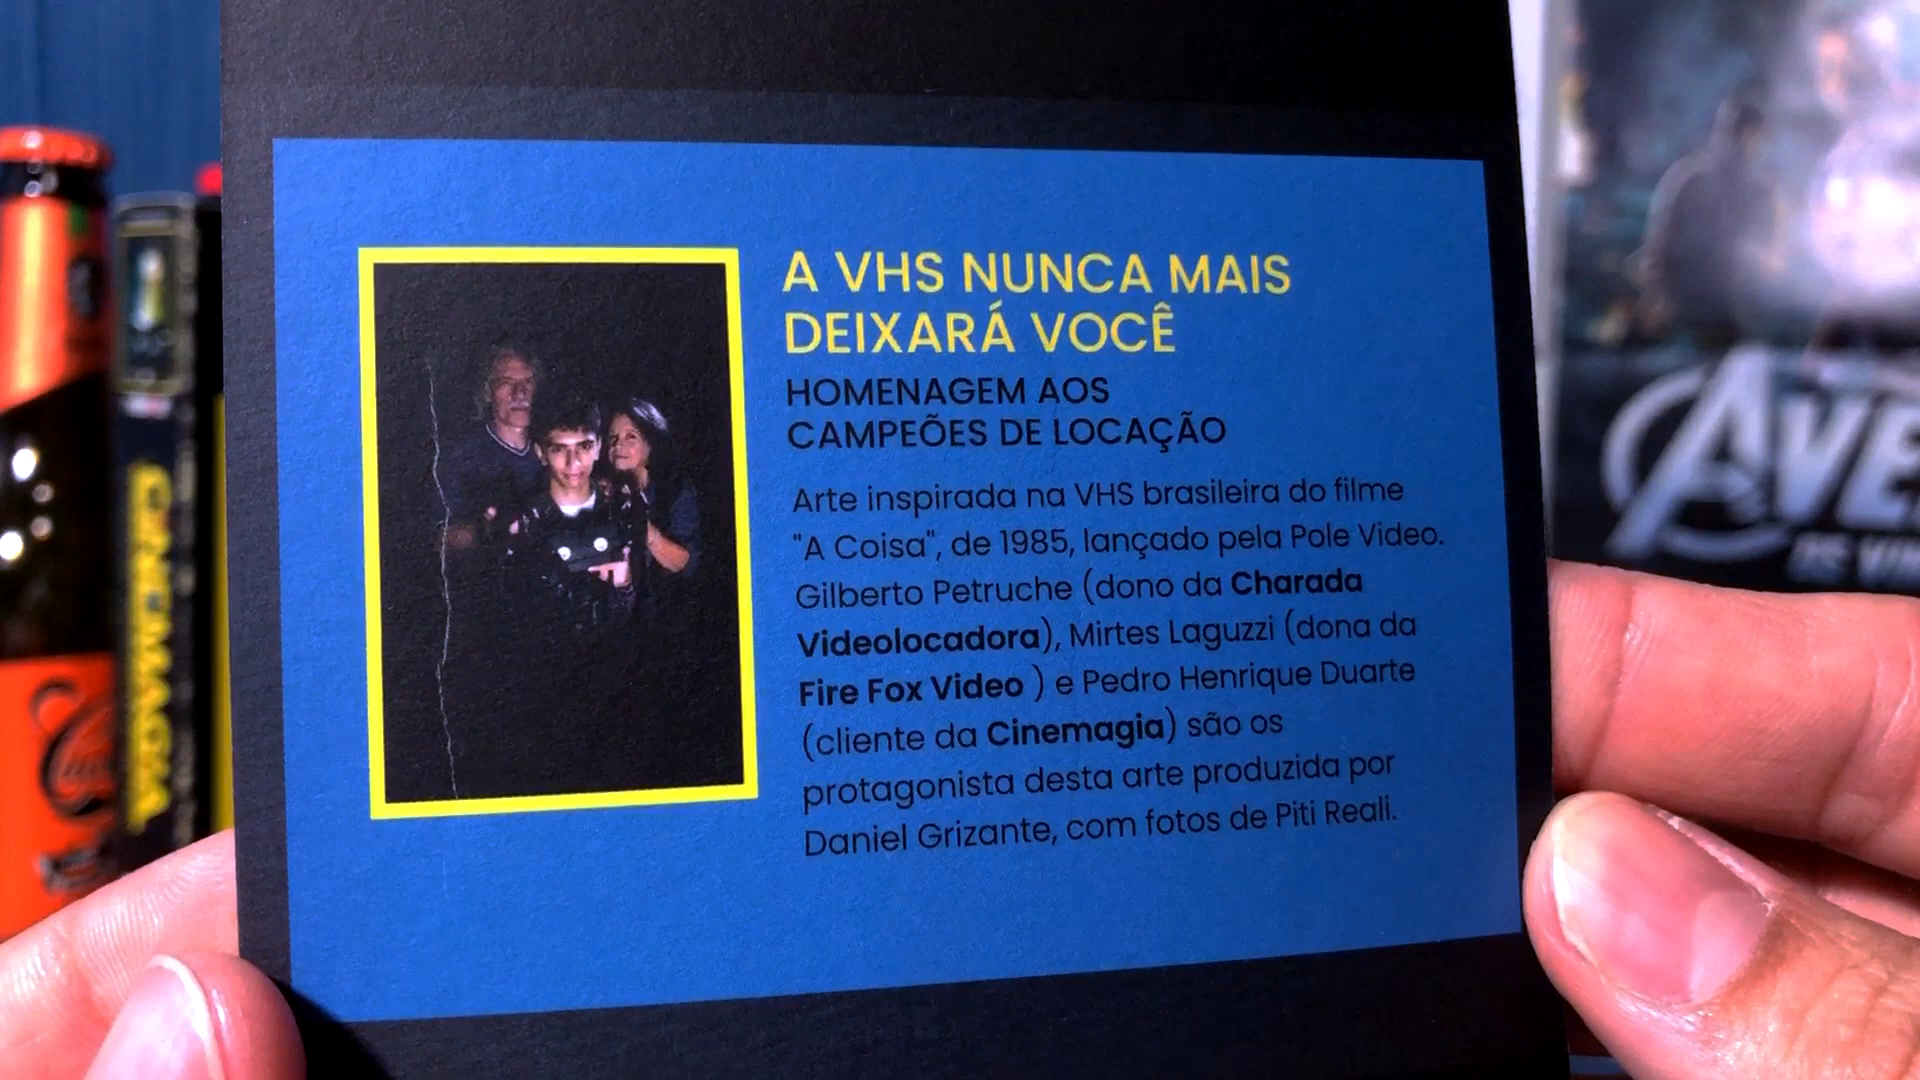 A VHS NUNCA MAIS
DEIXARÁ VOCÊ
HOMENAGEM AOS
CAMPEÕES DE LOCAÇÃO
Arte inspirada na VHS brasileira do filme
"A Coisa", de 1985, lançado pela Pole Video.
Gilberto Petruche (dono da Charada
Videolocadora), Mirtes Laguzzi (dona da
Fire Fox Video ) e Pedro Henrique Duarte
(cliente da Cinemagia) são os
protagonista desta arte produzida por
Daniel Grizante, com fotos de Piti Reali.
CINEMAGIA